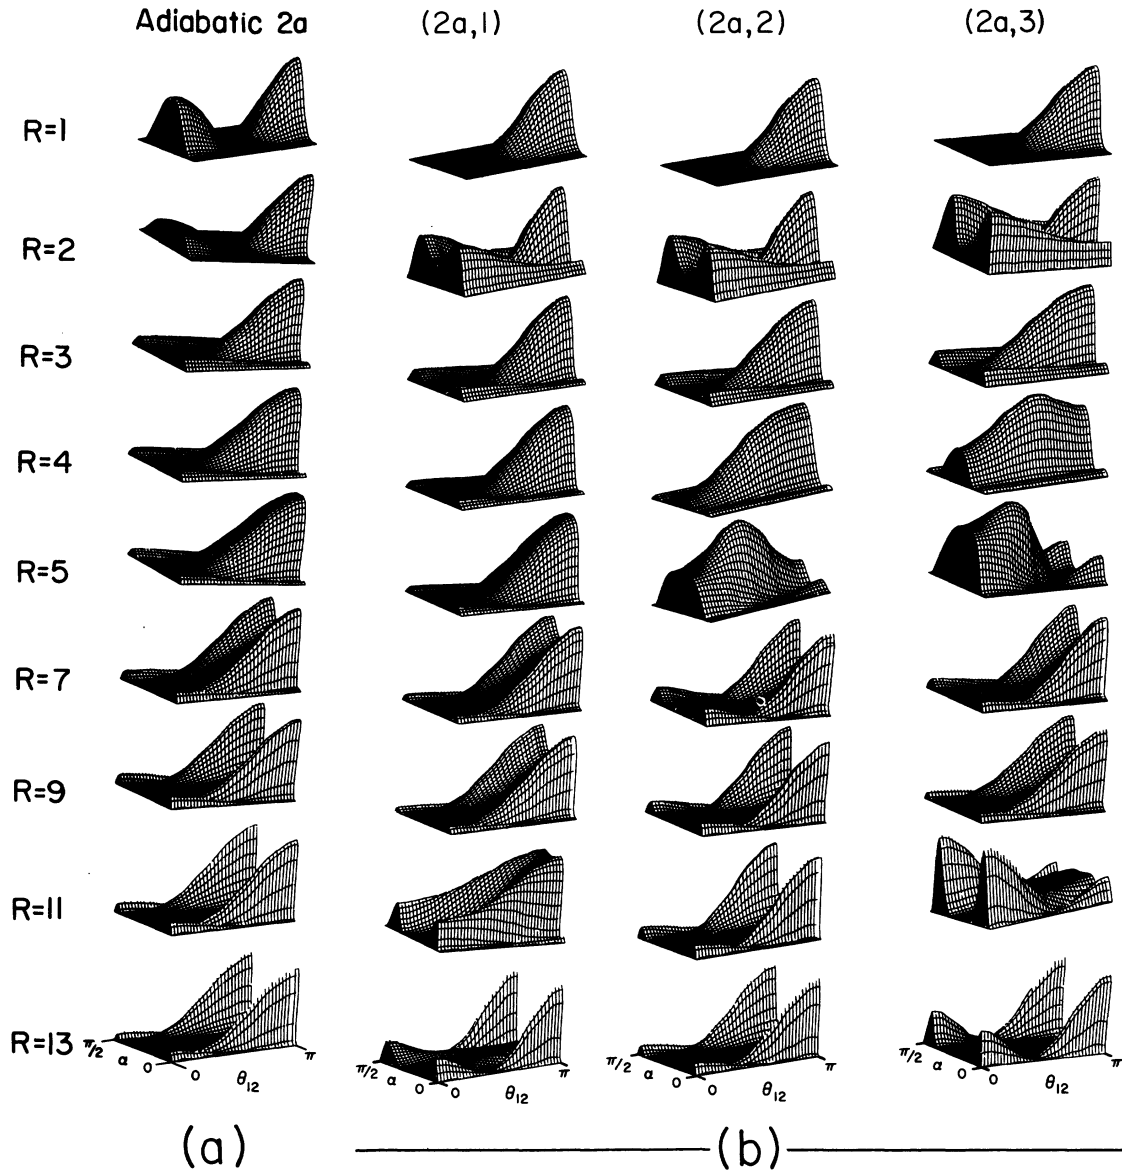 Adiabatic 2a (2a,1) (2a,2) (2a,3)
R=1
R=2
R=3
R=4
R=5
R=7
R=9
R=11
R=13
π/2 α 0 0 θ12 π
π/2 α 0 0 θ12 π
π/2 α 0 0 θ12 π
π/2 α 0 0 θ12 π
(a) (b)